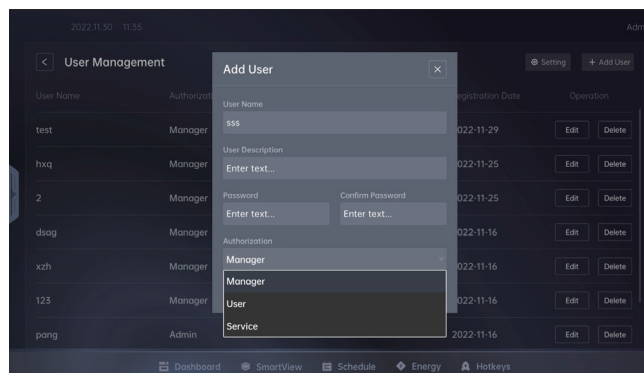 2022.11.30 11:35
Adm
User Management
Setting
+ Add User
User Name
Authorizati
egistration Date
Operation
test
Manager
022-11-29
Edit
Delete
hxq
Manager
022-11-25
Edit
Delete
2
Manager
022-11-25
Edit
Delete
dsag
Manager
022-11-16
Edit
Delete
xzh
Manager
022-11-16
Edit
Delete
123
Manager
022-11-16
Edit
Delete
pang
Admin
2022-11-16
Edit
Delete
Add User
User Name
sss
User Description
Enter text...
Password
Confirm Password
Enter text...
Enter text...
Authorization
Manager
Manager
User
Service
Dashboard
SmartView
Schedule
Energy
Hotkeys